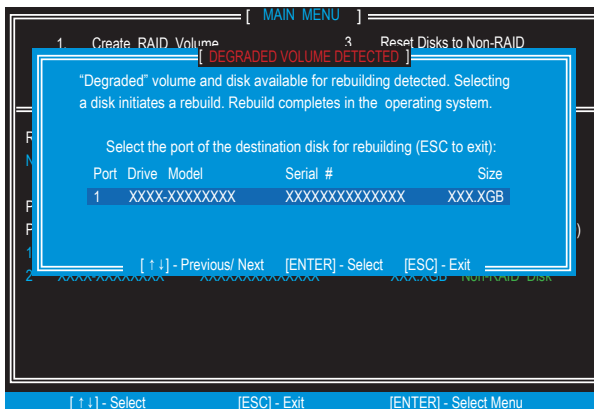 [ MAIN MENU ]
1. Create RAID Volume 3 Reset Disks to Non-RAID
[ DEGRADED VOLUME DETECTED ]
“Degraded” volume and disk available for rebuilding detected. Selecting
a disk initiates a rebuild. Rebuild completes in the operating system.
Select the port of the destination disk for rebuilding (ESC to exit):
Port Drive Model Serial # Size
1 XXXX-XXXXXXXX XXXXXXXXXXXXXX XXX.XGB
[ ↑↓] - Previous/ Next [ENTER] - Select [ESC] - Exit
2 XXXX-XXXXXXXX XXXXXXXXXXXXXX XXX.XGB Non-RAID Disk
[ ↑↓] - Select [ESC] - Exit [ENTER] - Select Menu